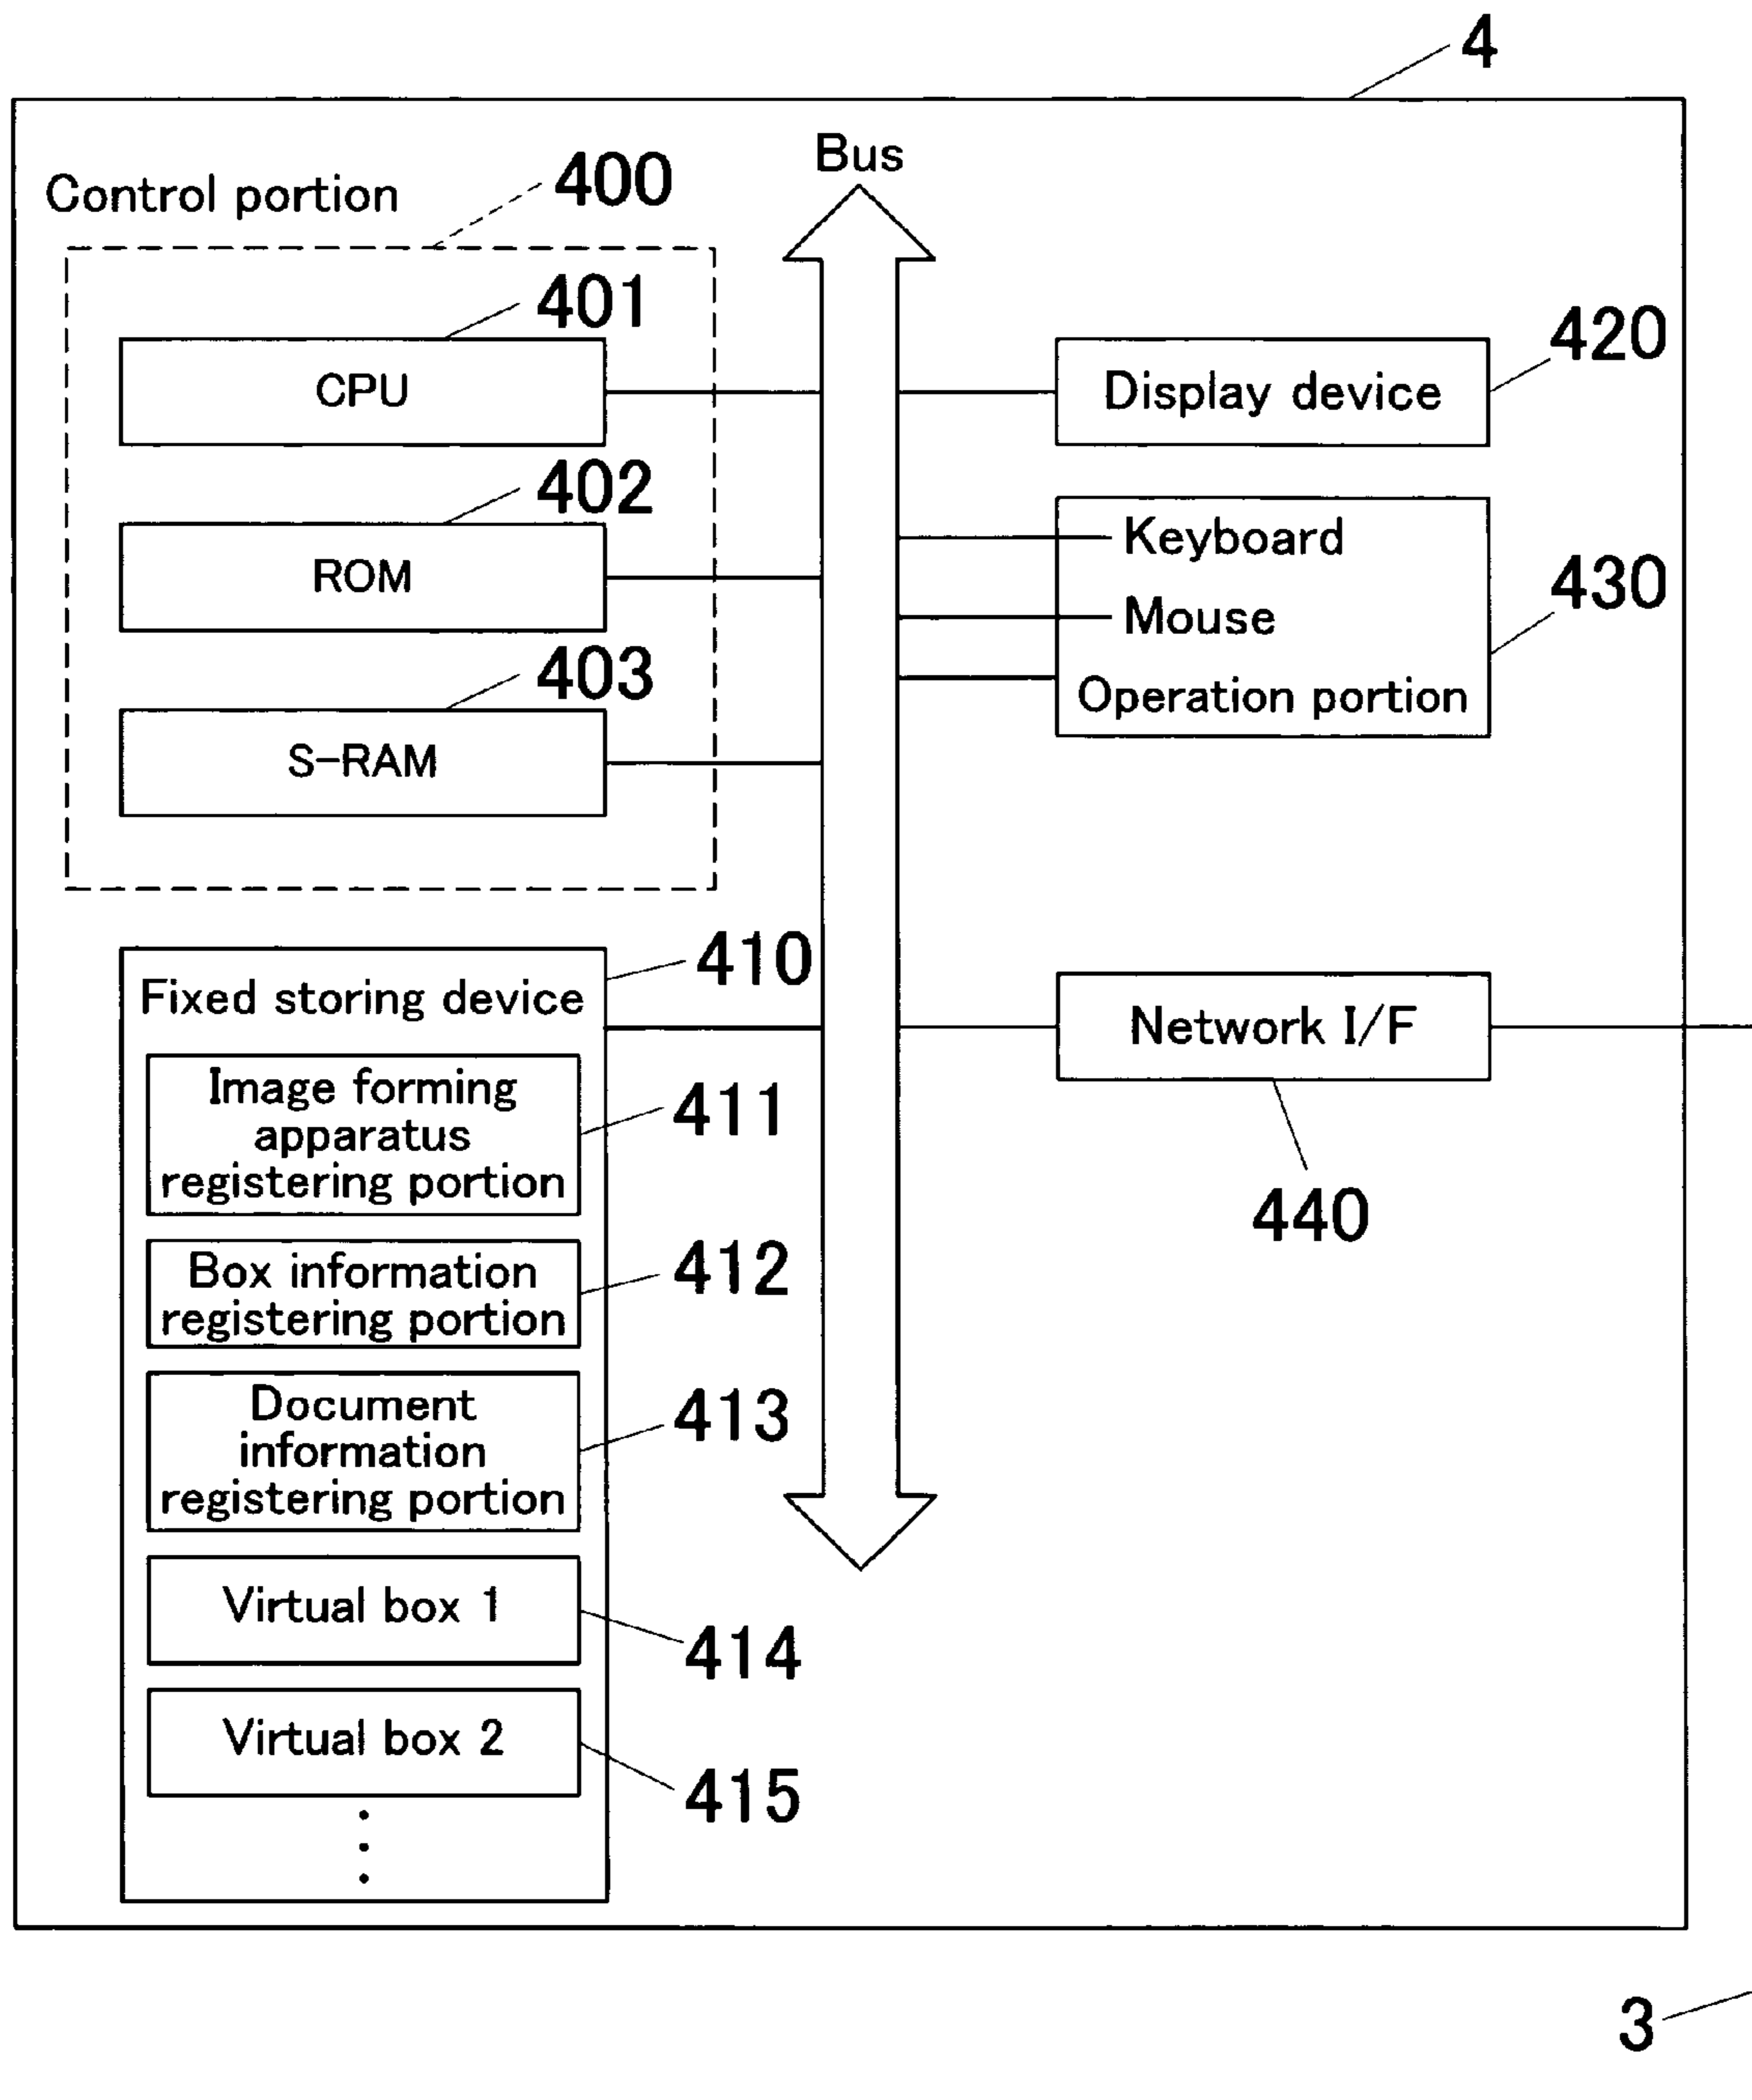 4
Bus
Control portion
400
401
CPU
402
ROM
403
S-RAM
420
Display device
Keyboard
Mouse
Operation portion
430
410
Fixed storing device
Image forming
apparatus
registering portion
411
Box information
registering portion
412
Document
information
registering portion
413
Virtual box 1
414
Virtual box 2
415
Network I/F
440
3